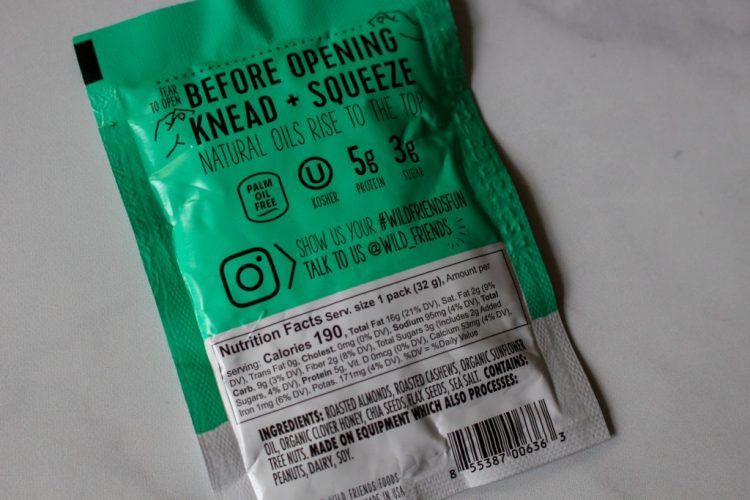 TEAR
TO OPEN
BEFORE OPENING
KNEAD + SQUEEZE
NATURAL OILS RISE TO THE TOP
PALM
OIL
FREE
U
KOSHER
5g
PROTEIN
3g
SUGAR
SHOW US YOUR #WILDFRIENDSFUN
TALK TO US @WILD_FRIENDS
Nutrition Facts Serv. size 1 pack (32 g), Amount per
serving: Calories 190, Total Fat 16g (21% DV), Sat. Fat 2g (9%
DV), Trans Fat 0g, Cholest. 0mg (0% DV), Sodium 95mg (4% DV), Total
Carb. 9g (3% DV), Fiber 2g (8% DV), Total Sugars 3g (Includes 2g Added
Sugars, 4% DV), Protein 5g, Vit. D 0mcg (0% DV), Calcium 53mg (4% DV),
Iron 1mg (6% DV), Potas. 171mg (4% DV). %DV = %Daily Value
INGREDIENTS: ROASTED ALMONDS, ROASTED CASHEWS, ORGANIC SUNFLOWER
OIL, ORGANIC CLOVER HONEY, CHIA SEEDS, FLAX SEEDS, SEA SALT. CONTAINS:
TREE NUTS. MADE ON EQUIPMENT WHICH ALSO PROCESSES:
PEANUTS, DAIRY, SOY.
8 55387 00636 3
WILD FRIENDS FOODS
MADE IN USA